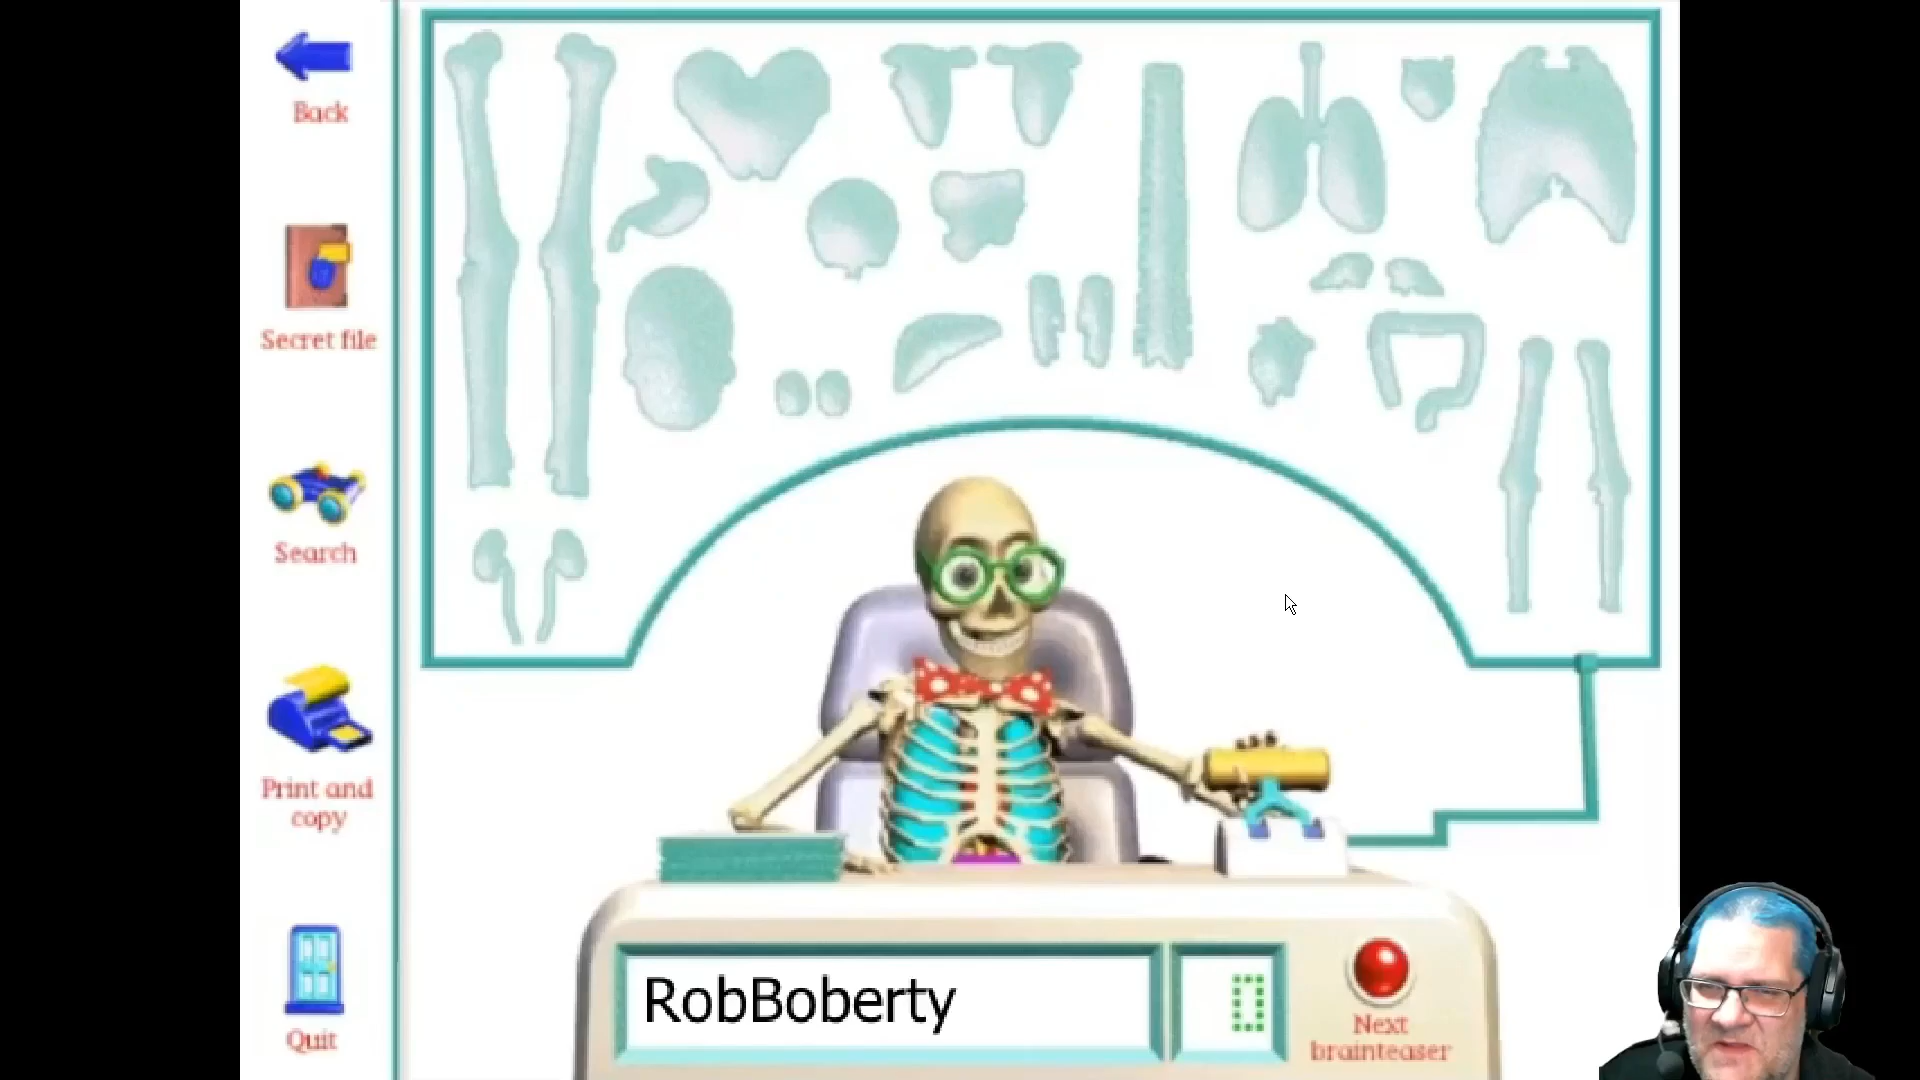 Back
Secret file
Search
Print and
copy
Quit
RobBoberty
0
Next
brainteaser